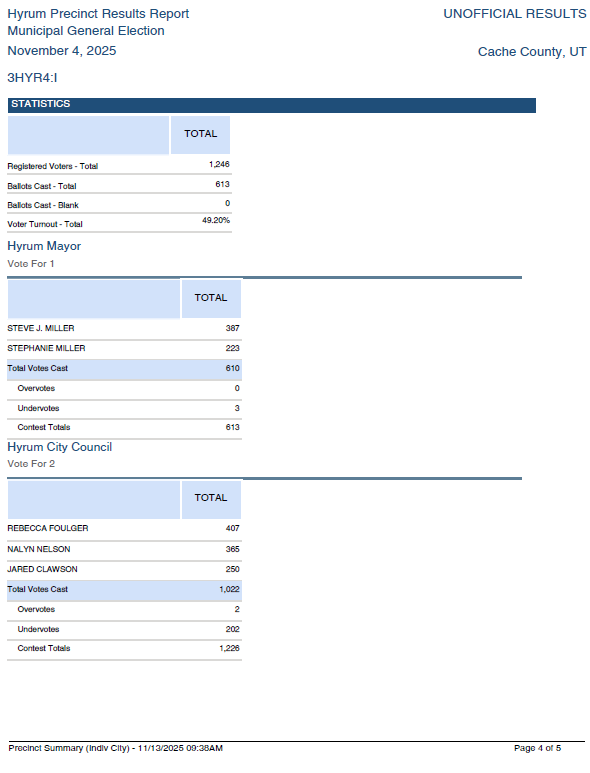 Hyrum Precinct Results Report UNOFFICIAL RESULTS
Municipal General Election
November 4, 2025 Cache County, UT
3HYR4:I
STATISTICS
TOTAL
Registered Voters - Total 1,246
Ballots Cast - Total 613
Ballots Cast - Blank 0
Voter Turnout - Total 49.20%
Hyrum Mayor
Vote For 1
TOTAL
STEVE J. MILLER 387
STEPHANIE MILLER 223
Total Votes Cast 610
Overvotes 0
Undervotes 3
Contest Totals 613
Hyrum City Council
Vote For 2
TOTAL
REBECCA FOULGER 407
NALYN NELSON 365
JARED CLAWSON 250
Total Votes Cast 1,022
Overvotes 2
Undervotes 202
Contest Totals 1,226
Precinct Summary (Indiv City) - 11/13/2025 09:38AM Page 4 of 5